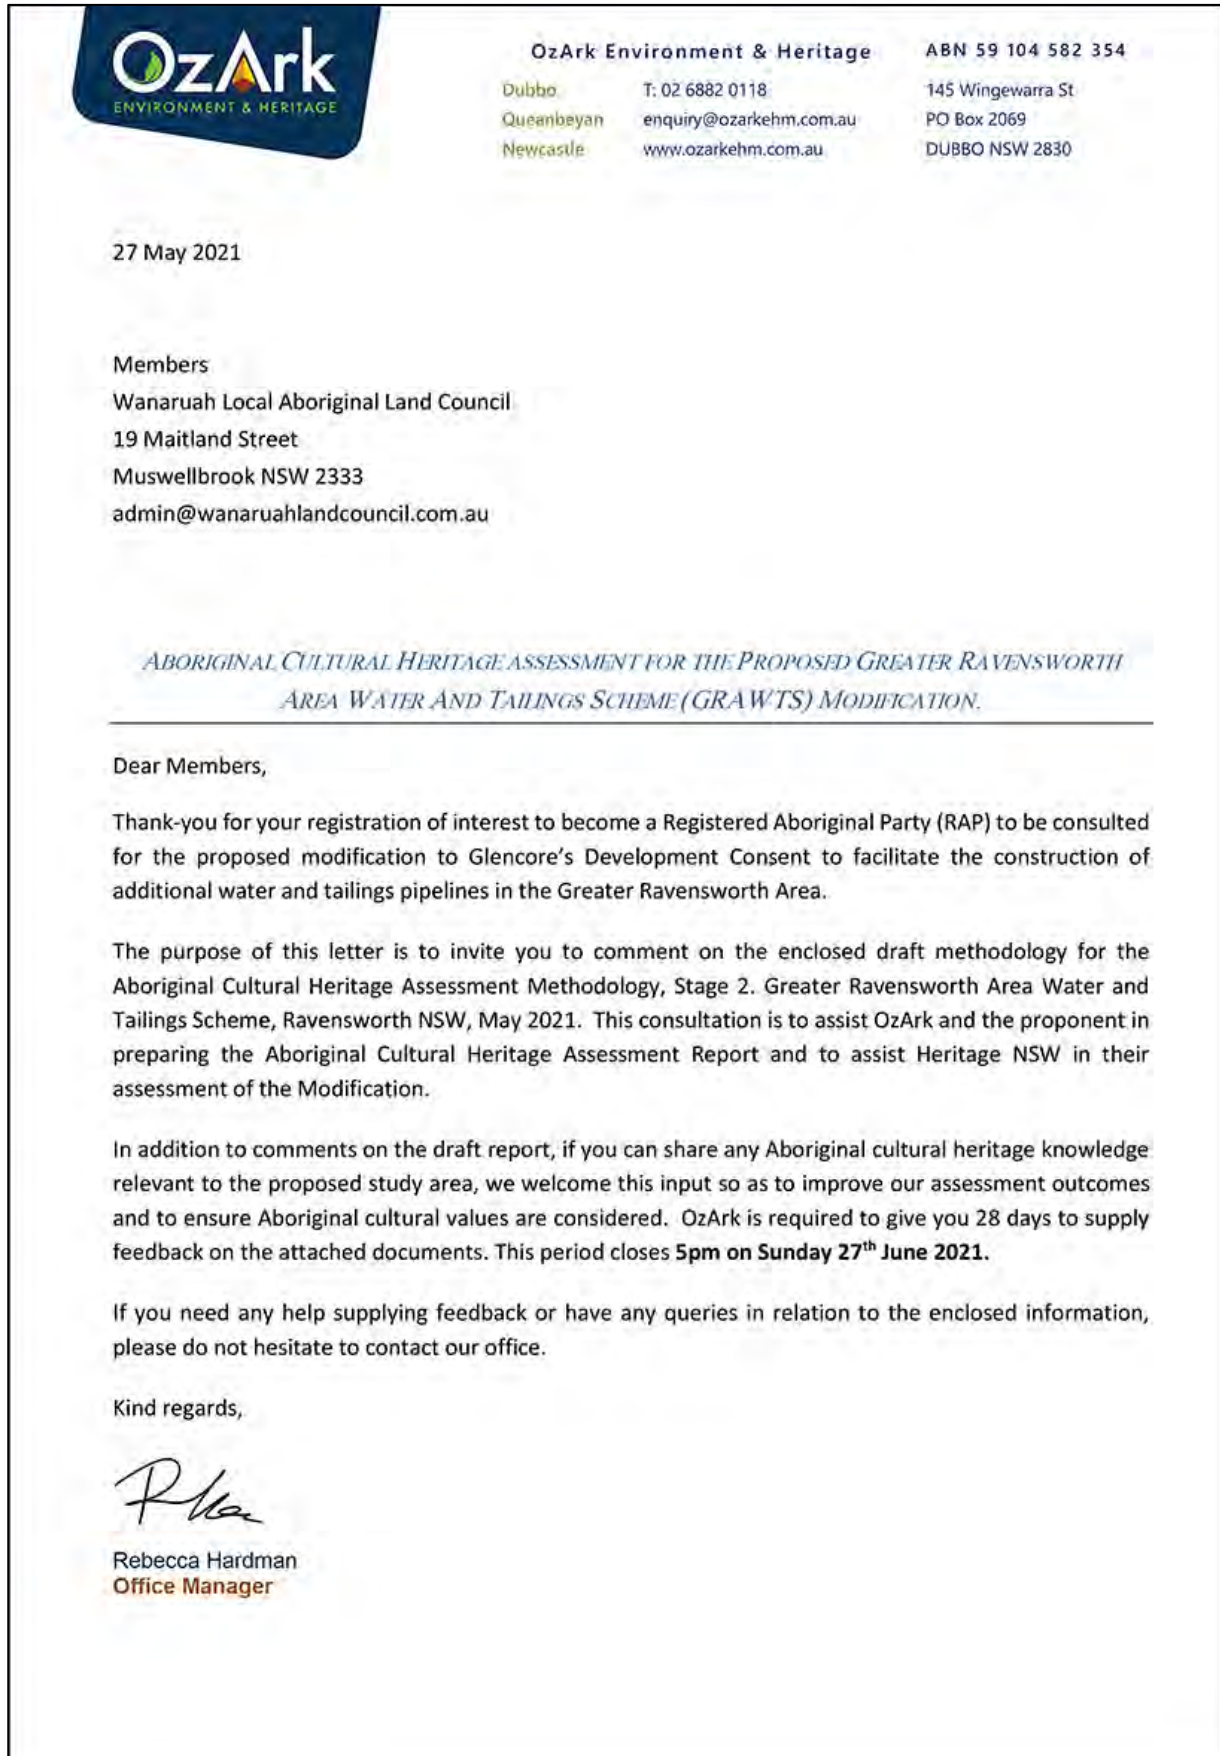 OzArk
ENVIRONMENT & HERITAGE
OzArk Environment & Heritage
ABN 59 104 582 354
Dubbo T: 02 6882 0118 145 Wingewarra St
Queanbeyan enquiry@ozarkehm.com.au PO Box 2069
Newcastle www.ozarkehm.com.au DUBBO NSW 2830
27 May 2021
Members
Wanaruah Local Aboriginal Land Council
19 Maitland Street
Muswellbrook NSW 2333
admin@wanaruahlandcouncil.com.au
ABORIGINAL CULTURAL HERITAGE ASSESSMENT FOR THE PROPOSED GREATER RAVENSWORTH
AREA WATER AND TAILINGS SCHEME (GRAWTS) MODIFICATION.
Dear Members,
Thank-you for your registration of interest to become a Registered Aboriginal Party (RAP) to be consulted
for the proposed modification to Glencore's Development Consent to facilitate the construction of
additional water and tailings pipelines in the Greater Ravensworth Area.
The purpose of this letter is to invite you to comment on the enclosed draft methodology for the
Aboriginal Cultural Heritage Assessment Methodology, Stage 2. Greater Ravensworth Area Water and
Tailings Scheme, Ravensworth NSW, May 2021. This consultation is to assist OzArk and the proponent in
preparing the Aboriginal Cultural Heritage Assessment Report and to assist Heritage NSW in their
assessment of the Modification.
In addition to comments on the draft report, if you can share any Aboriginal cultural heritage knowledge
relevant to the proposed study area, we welcome this input so as to improve our assessment outcomes
and to ensure Aboriginal cultural values are considered. OzArk is required to give you 28 days to supply
feedback on the attached documents. This period closes 5pm on Sunday 27th June 2021.
If you need any help supplying feedback or have any queries in relation to the enclosed information,
please do not hesitate to contact our office.
Kind regards,
Rebecca Hardman
Office Manager